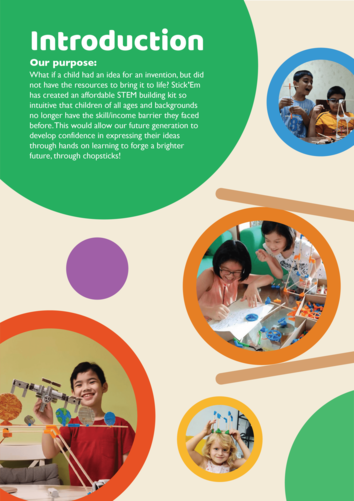 Introduction
Our purpose:
What if a child had an idea for an invention, but did
not have the resources to bring it to life? Stick'Em
has created an affordable STEM building kit so
intuitive that children of all ages and backgrounds
no longer have the skill/income barrier they faced
before. This would allow our future generation to
develop confidence in expressing their ideas
through hands on learning to forge a brighter
future, through chopsticks!